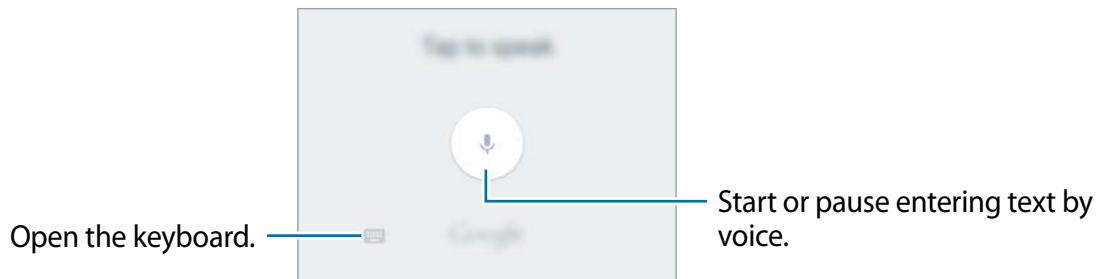 Tap to speak
Start or pause entering text by
voice.
Open the keyboard.
Google